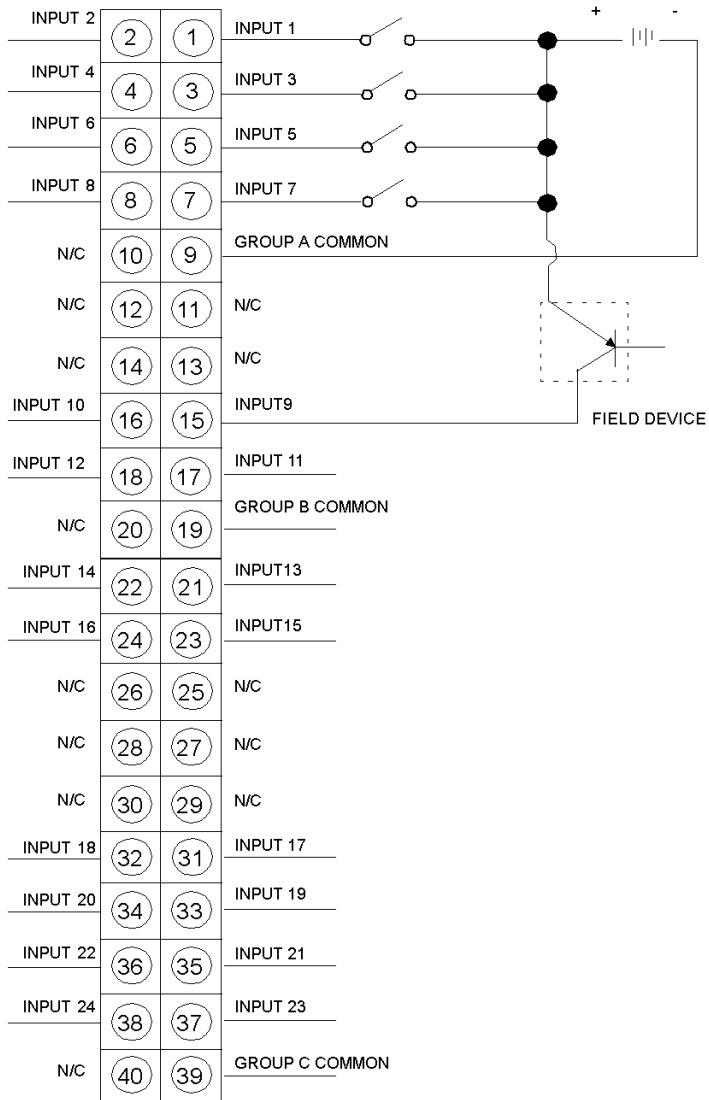 INPUT 2 2 1 INPUT 1 + -
INPUT 4 4 3 INPUT 3
INPUT 6 6 5 INPUT 5
INPUT 8 8 7 INPUT 7
N/C 10 9 GROUP A COMMON
N/C 12 11 N/C
N/C 14 13 N/C
INPUT 10 16 15 INPUT9
FIELD DEVICE
INPUT 12 18 17 INPUT 11
N/C 20 19 GROUP B COMMON
INPUT 14 22 21 INPUT13
INPUT 16 24 23 INPUT15
N/C 26 25 N/C
N/C 28 27 N/C
N/C 30 29 N/C
INPUT 18 32 31 INPUT 17
INPUT 20 34 33 INPUT 19
INPUT 22 36 35 INPUT 21
INPUT 24 38 37 INPUT 23
N/C 40 39 GROUP C COMMON